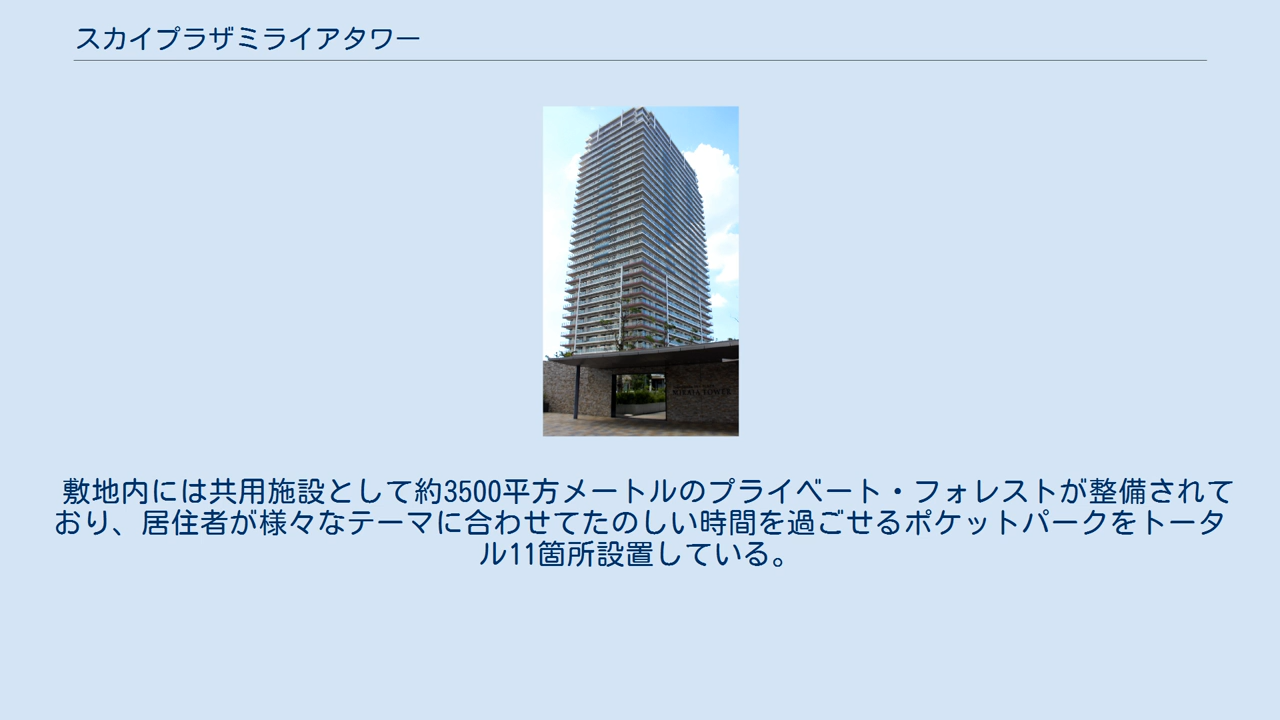 スカイプラザミライアタワー
敷地内には共用施設として約3500平方メートルのプライベート・フォレストが整備されて
おり、居住者が様々なテーマに合わせてたのしい時間を過ごせるポケットパークをトータ
ル11箇所設置している。